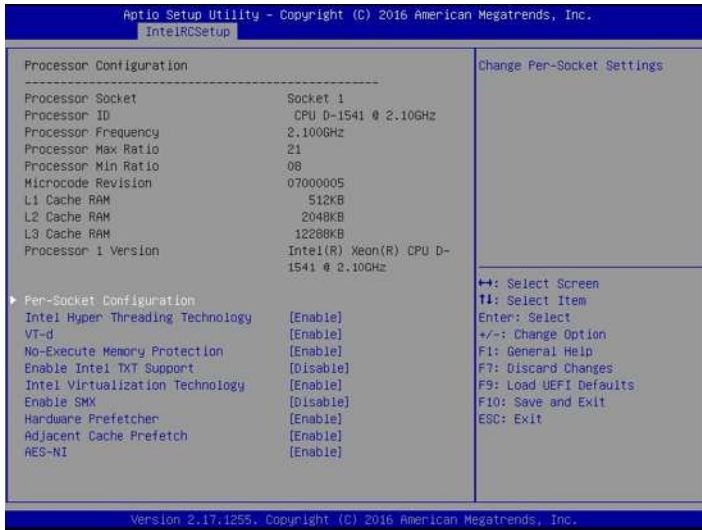 Aptio Setup Utility - Copyright (C) 2016 American Megatrends, Inc.
IntelRCSetup
Processor Configuration
--------------------------------------------------
Processor Socket Socket 1
Processor ID CPU D-1541 @ 2.10GHz
Processor Frequency 2.100GHz
Processor Max Ratio 21
Processor Min Ratio 08
Microcode Revision 07000005
L1 Cache RAM 512KB
L2 Cache RAM 2048KB
L3 Cache RAM 12288KB
Processor 1 Version Intel(R) Xeon(R) CPU D-
1541 @ 2.10GHz
Per-Socket Configuration
Intel Hyper Threading Technology [Enable]
VT-d [Enable]
No-Execute Memory Protection [Enable]
Enable Intel TXT Support [Disable]
Intel Virtualization Technology [Enable]
Enable SMX [Disable]
Hardware Prefetcher [Enable]
Adjacent Cache Prefetch [Enable]
AES-NI [Enable]
Change Per-Socket Settings
↔: Select Screen
↑↓: Select Item
Enter: Select
+/-: Change Option
F1: General Help
F7: Discard Changes
F9: Load UEFI Defaults
F10: Save and Exit
ESC: Exit
Version 2.17.1255. Copyright (C) 2016 American Megatrends, Inc.